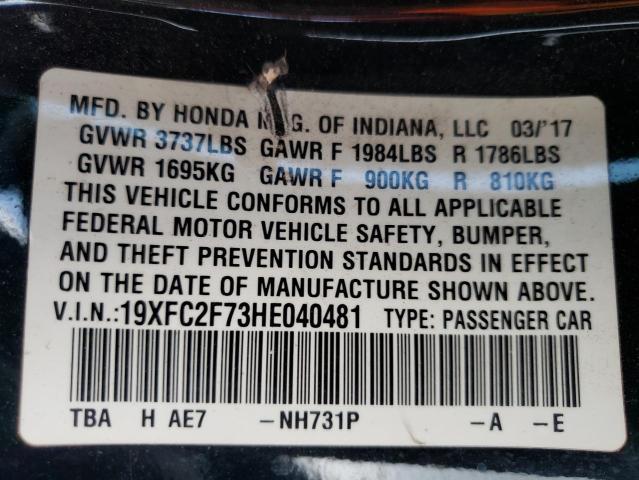 MFD. BY HONDA M G. OF INDIANA, LLC 03/'17
GVWR 3737LBS GAWR F 1984LBS R 1786LBS
GVWR 1695KG GAWR F 900KG R 810KG
THIS VEHICLE CONFORMS TO ALL APPLICABLE
FEDERAL MOTOR VEHICLE SAFETY, BUMPER,
AND THEFT PREVENTION STANDARDS IN EFFECT
ON THE DATE OF MANUFACTURE SHOWN ABOVE.
V.I.N.:19XFC2F73HE040481 TYPE: PASSENGER CAR
TBA H AE7 –NH731P –A –E